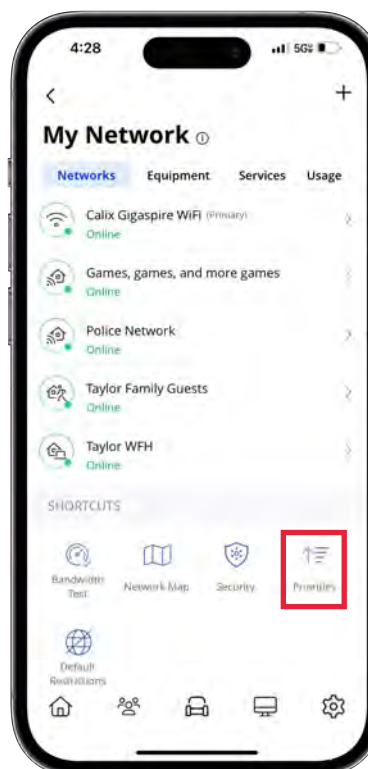 4:28
5G
My Network
Networks Equipment Services Usage
Calix Gigaspire WiFi (Primary)
Online
Games, games, and more games
Online
Police Network
Online
Taylor Family Guests
Online
Taylor WFH
Online
SHORTCUTS
Bandwidth Test
Network Map
Security
Priorities
Default Restrictions